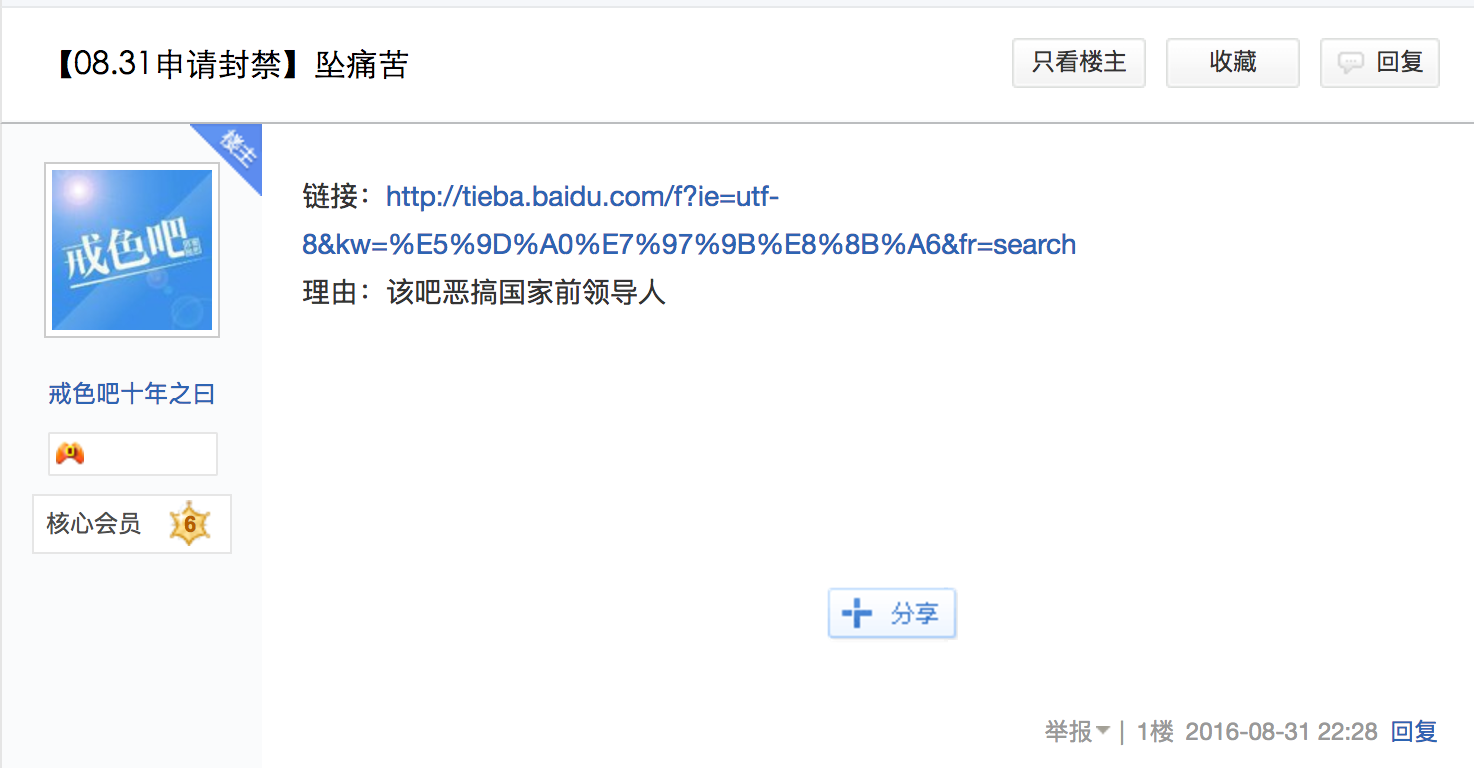 【08.31申请封禁】坠痛苦
只看楼主
收藏
回复
楼主
戒色吧
链接：http://tieba.baidu.com/f?ie=utf-
8&kw=%E5%9D%A0%E7%97%9B%E8%8B%A6&fr=search
理由：该吧恶搞国家前领导人
戒色吧十年之曰
核心会员 6
分享
举报 | 1楼 2016-08-31 22:28 回复